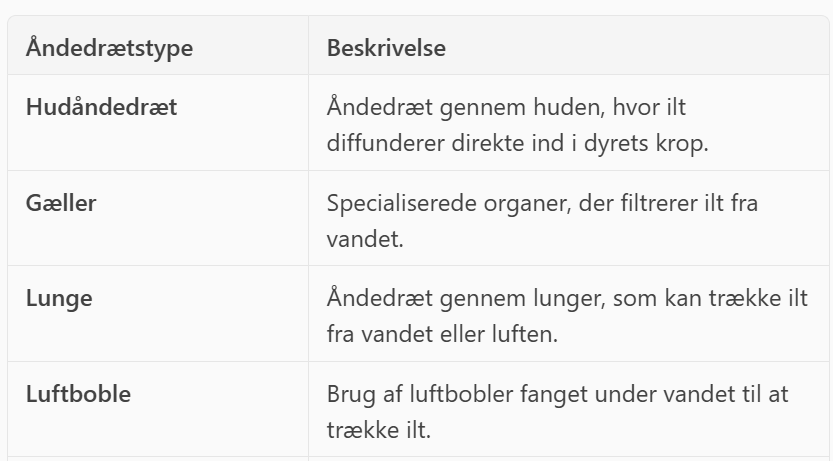 Åndedrætstype
Beskrivelse
Hudåndedræt
Åndedræt gennem huden, hvor ilt
diffunderer direkte ind i dyrets krop.
Gæller
Specialiserede organer, der filtrerer ilt fra
vandet.
Lunge
Åndedræt gennem lunger, som kan trække ilt
fra vandet eller luften.
Luftboble
Brug af luftbobler fanget under vandet til at
trække ilt.